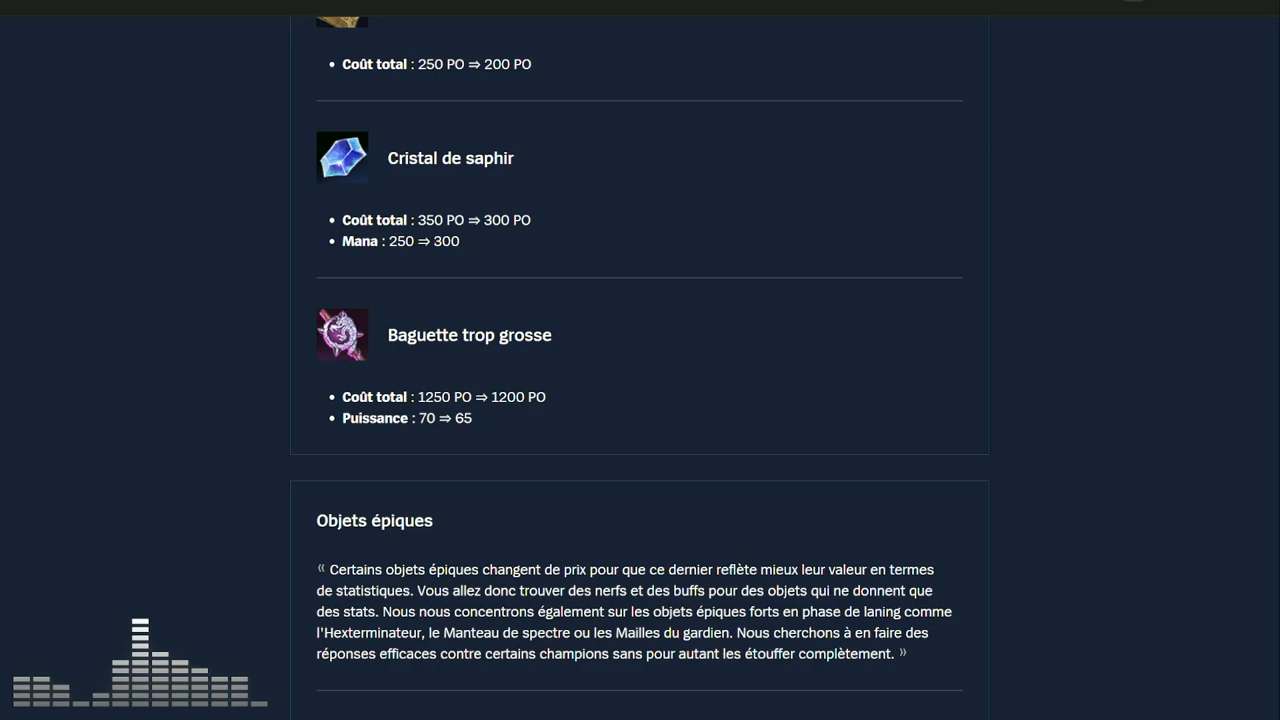 Coût total : 250 PO ⇒ 200 PO
Cristal de saphir
Coût total : 350 PO ⇒ 300 PO
Mana : 250 ⇒ 300
Baguette trop grosse
Coût total : 1250 PO ⇒ 1200 PO
Puissance : 70 ⇒ 65
Objets épiques
« Certains objets épiques changent de prix pour que ce dernier reflète mieux leur valeur en termes
de statistiques. Vous allez donc trouver des nerfs et des buffs pour des objets qui ne donnent que
des stats. Nous nous concentrons également sur les objets épiques forts en phase de laning comme
l'Hexterminateur, le Manteau de spectre ou les Mailles du gardien. Nous cherchons à en faire des
réponses efficaces contre certains champions sans pour autant les étouffer complètement. »